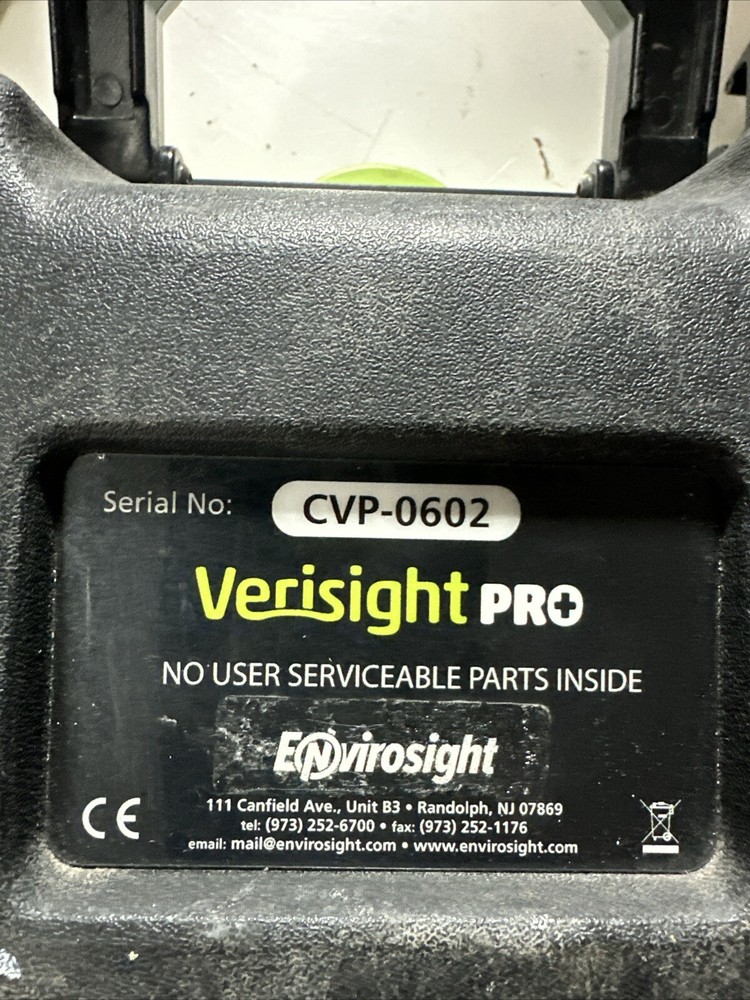 Serial No: CVP-0602
Verisight PRO+
NO USER SERVICEABLE PARTS INSIDE
Envirosight
111 Canfield Ave., Unit B3 • Randolph, NJ 07869
tel: (973) 252-6700 • fax: (973) 252-1176
email: mail@envirosight.com • www.envirosight.com
CE